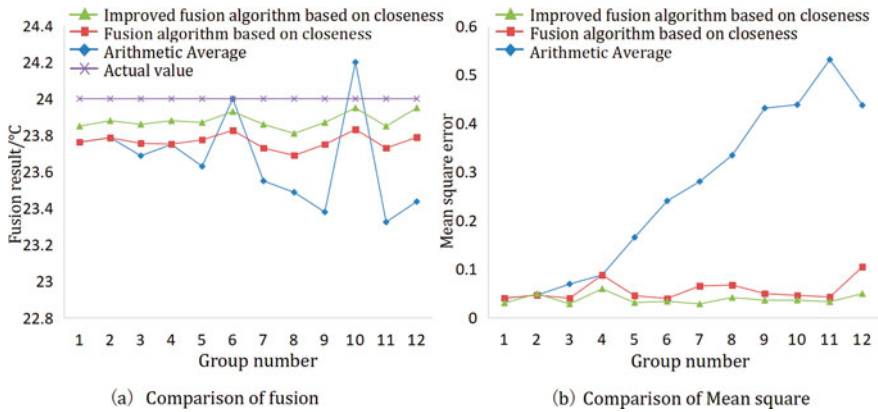 Improved fusion algorithm based on closeness
Fusion algorithm based on closeness
Arithmetic Average
Actual value
Fusion result/°C
24.4
24.2
24
23.8
23.6
23.4
23.2
23
22.8
1 2 3 4 5 6 7 8 9 10 11 12
Group number
(a) Comparison of fusion
Improved fusion algorithm based on closeness
Fusion algorithm based on closeness
Arithmetic Average
Mean square error
0.6
0.5
0.4
0.3
0.2
0.1
0
1 2 3 4 5 6 7 8 9 10 11 12
Group number
(b) Comparison of Mean square